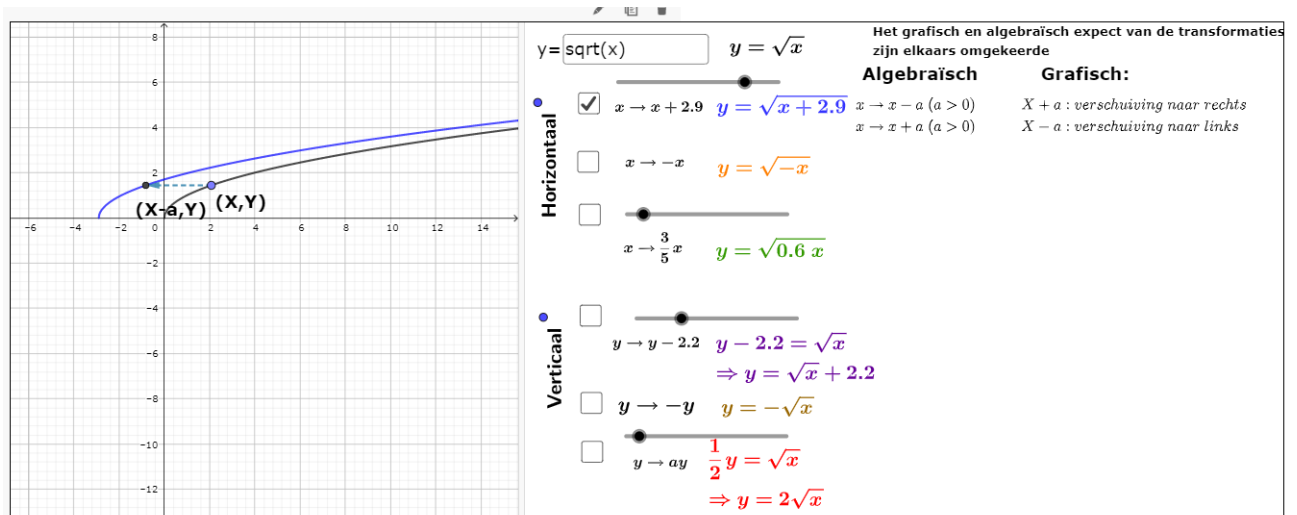 8
6
4
2
-2
-4
-6
-8
-10
-12
-6 -4 -2 0 2 4 6 8 10 12 14
(X-a,Y) (X,Y)
y= sqrt(x) y = √x
Horizontaal
x → x + 2.9 y = √(x + 2.9)
x → −x y = √(−x)
x → 3/5 x y = √(0.6 x)
Verticaal
y → y − 2.2 y − 2.2 = √x
⇒ y = √x + 2.2
y → −y y = −√x
y → ay 1/2 y = √x
⇒ y = 2√x
Het grafisch en algebraïsch expect van de transformaties
zijn elkaars omgekeerde
Algebraïsch Grafisch:
x → x − a (a > 0) X + a : verschuiving naar rechts
x → x + a (a > 0) X − a : verschuiving naar links